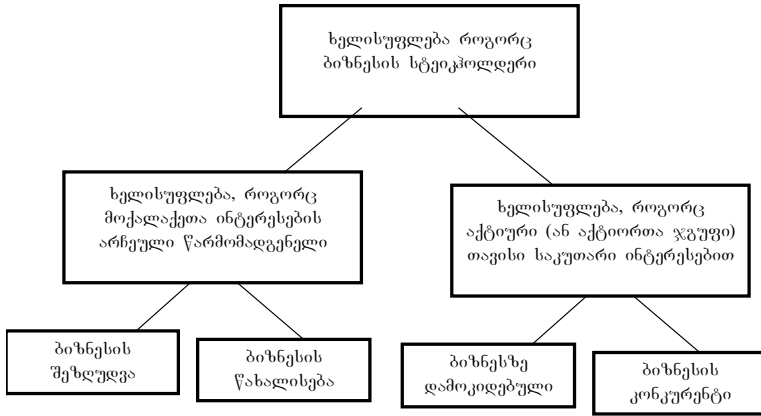 ხელისუფლება როგორც
ბიზნესის სტეიკჰოლდერი
ხელისუფლება, როგორც
მოქალაქეთა ინტერესების
არჩეული წარმომადგენელი
ხელისუფლება, როგორც
აქტიური (ან აქტიორთა ჯგუფი)
თავისი საკუთარი ინტერესებით
ბიზნესის
შეზღუდვა
ბიზნესის
წახალისება
ბიზნესზე
დამოკიდებული
ბიზნესის
კონკურენტი